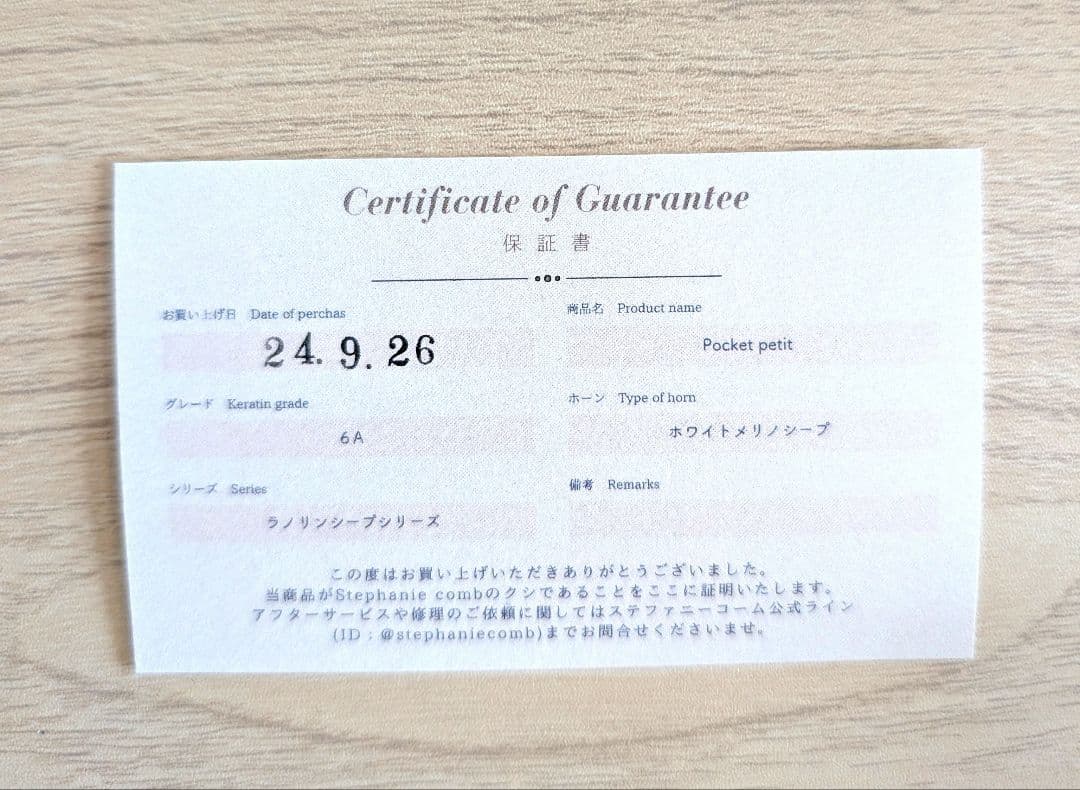 Certificate of Guarantee
保証書
お買い上げ日 Date of perchas
24. 9. 26
商品名 Product name
Pocket petit
グレード Keratin grade
6A
ホーン Type of horn
ホワイトメリノシープ
シリーズ Series
ラノリンシープシリーズ
備考 Remarks
この度はお買い上げいただきありがとうございました。
当商品がStephanie combのクシであることをここに証明いたします。
アフターサービスや修理のご依頼に関してはステファニーコーム公式ライン
(ID : @stephaniecomb)までお問合せくださいませ。